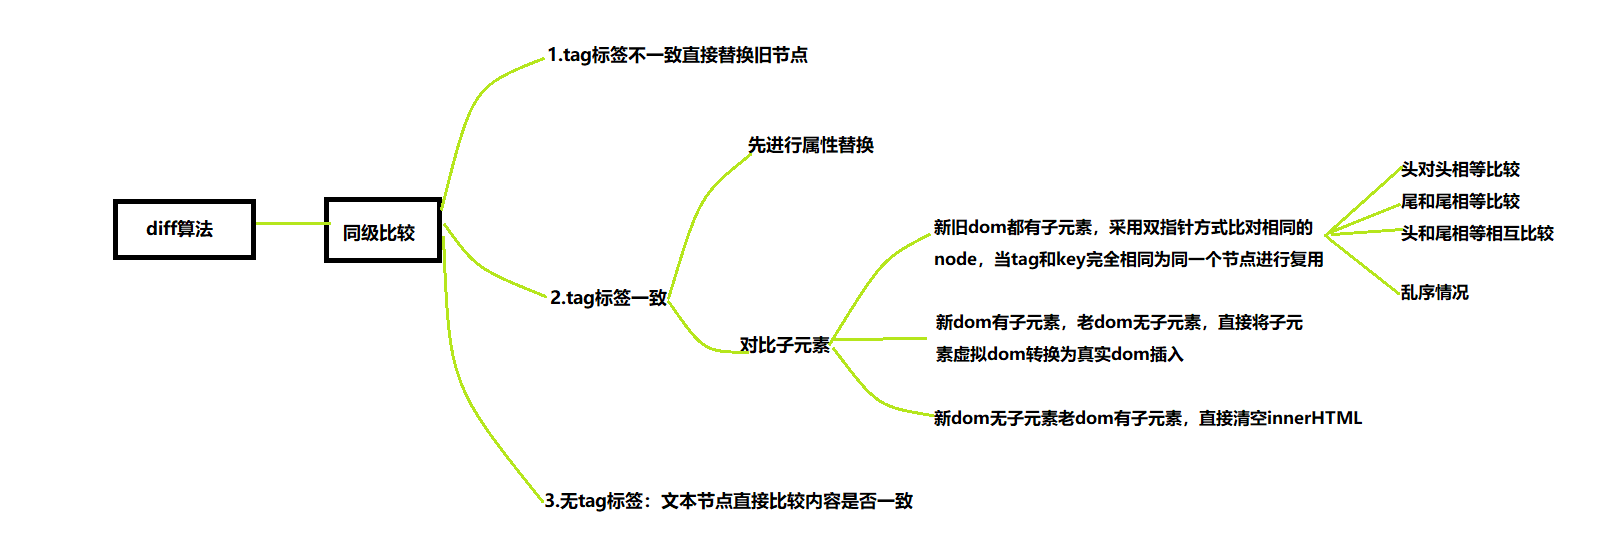 diff算法
同级比较
1.tag标签不一致直接替换旧节点
2.tag标签一致
先进行属性替换
对比子元素
新旧dom都有子元素，采用双指针方式比对相同的
node，当tag和key完全相同为同一个节点进行复用
头对头相等比较
尾和尾相等比较
头和尾相等相互比较
乱序情况
新dom有子元素，老dom无子元素，直接将子元
素虚拟dom转换为真实dom插入
新dom无子元素老dom有子元素，直接清空innerHTML
3.无tag标签：文本节点直接比较内容是否一致